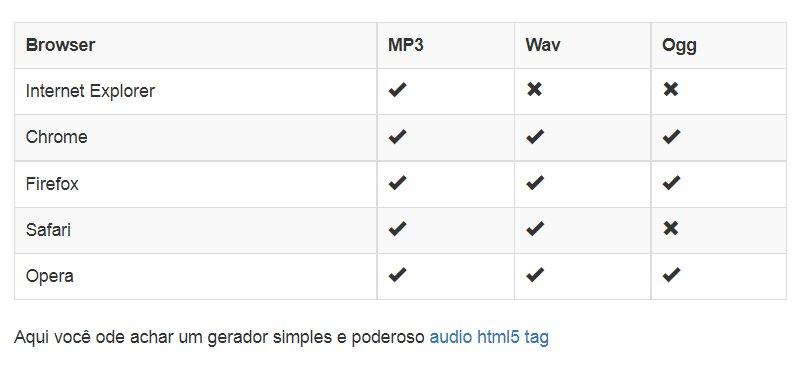 Browser MP3 Wav Ogg
Internet Explorer ✔ ✖ ✖
Chrome ✔ ✔ ✔
Firefox ✔ ✔ ✔
Safari ✔ ✔ ✖
Opera ✔ ✔ ✔
Aqui você ode achar um gerador simples e poderoso audio html5 tag